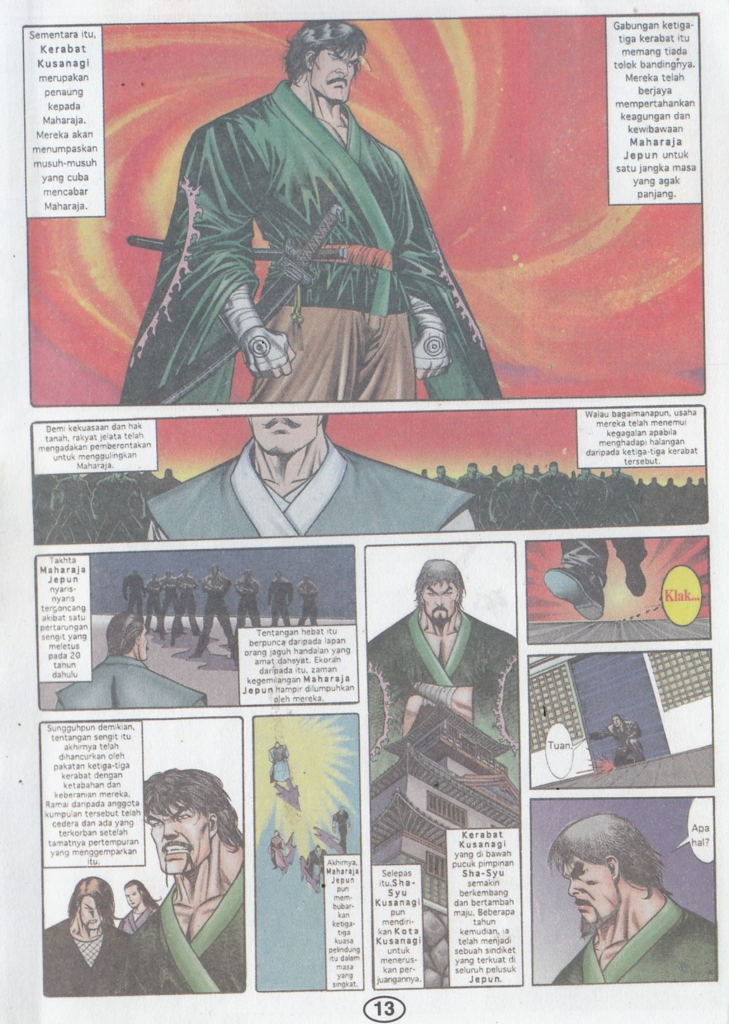 Sementara itu,
Kerabat
Kusanagi
merupakan
penaung
kepada
Maharaja.
Mereka akan
menumpaskan
musuh-musuh
yang cuba
mencabar
Maharaja.
Gabungan ketiga-
tiga kerabat itu
memang tiada
tolok bandingnya.
Mereka telah
berjaya
mempertahankan
keagungan dan
kewibawaan
Maharaja
Jepun untuk
satu jangka masa
yang agak
panjang.
Demi kekuasaan dan hak
tanah, rakyat jelata telah
mengadakan pemberontakan
untuk menggulingkan
Maharaja.
Walau bagaimanapun, usaha
mereka telah menemui
kegagalan apabila
menghadapi halangan
daripada ketiga-tiga kerabat
tersebut.
Takhta
Maharaja
Jepun
nyaris-
nyaris
tergoncang
akibat satu
pertarungan
sengit yang
meletus
pada 20
tahun
dahulu
Tentangan hebat itu
berpunca daripada lapan
orang jaguh handalan yang
amat dahsyat. Ekorah
daripada itu, zaman
kegemilangan Maharaja
Jepun hampir dilumpuhkan
oleh mereka.
Sungguhpun demikian,
tentangan sengit itu
akhirnya telah
dihancurkan oleh
pakatan ketiga-tiga
kerabat dengan
ketabahan dan
keberanian mereka.
Ramai daripada anggota
kumpulan tersebut telah
cedera dan ada yang
terkorban setelah
tamatnya pertempuran
yang menggemparkan
itu.
Akhirnya,
Maharaja
Jepun
pun
mem-
bubar-
kan
ketiga-
tiga
kuasa
pelindung
itu dalam
masa
yang
singkat.
Selepas
itu,Sha-
Syu
Kusanagi
pun
mendiri-
kan Kota
Kusanagi
untuk
menerus-
kan per-
juangannya.
Kerabat
Kusanagi
yang di bawah
pucuk pimpinan
Sha-Syu
semakin
berkembang
dan bertambah
maju. Beberapa
tahun
kemudian, ia
telah menjadi
sebuah sindiket
yang terkuat di
seluruh pelusuk
Jepun.
Klak...
Tuan.
Apa
hal?
13